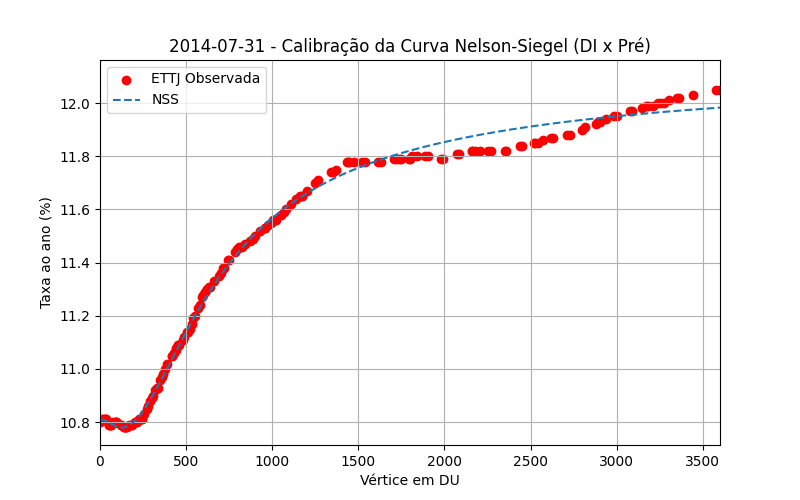 2014-07-31 - Calibração da Curva Nelson-Siegel (DI x Pré)
ETTJ Observada
NSS
Taxa ao ano (%)
12.0
11.8
11.6
11.4
11.2
11.0
10.8
0 500 1000 1500 2000 2500 3000 3500
Vértice em DU